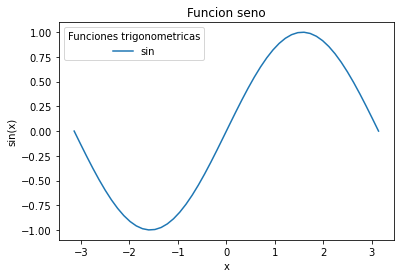 Funcion seno
Funciones trigonometricas
sin
sin(x)
1.00
0.75
0.50
0.25
0.00
−0.25
−0.50
−0.75
−1.00
−3 −2 −1 0 1 2 3
x